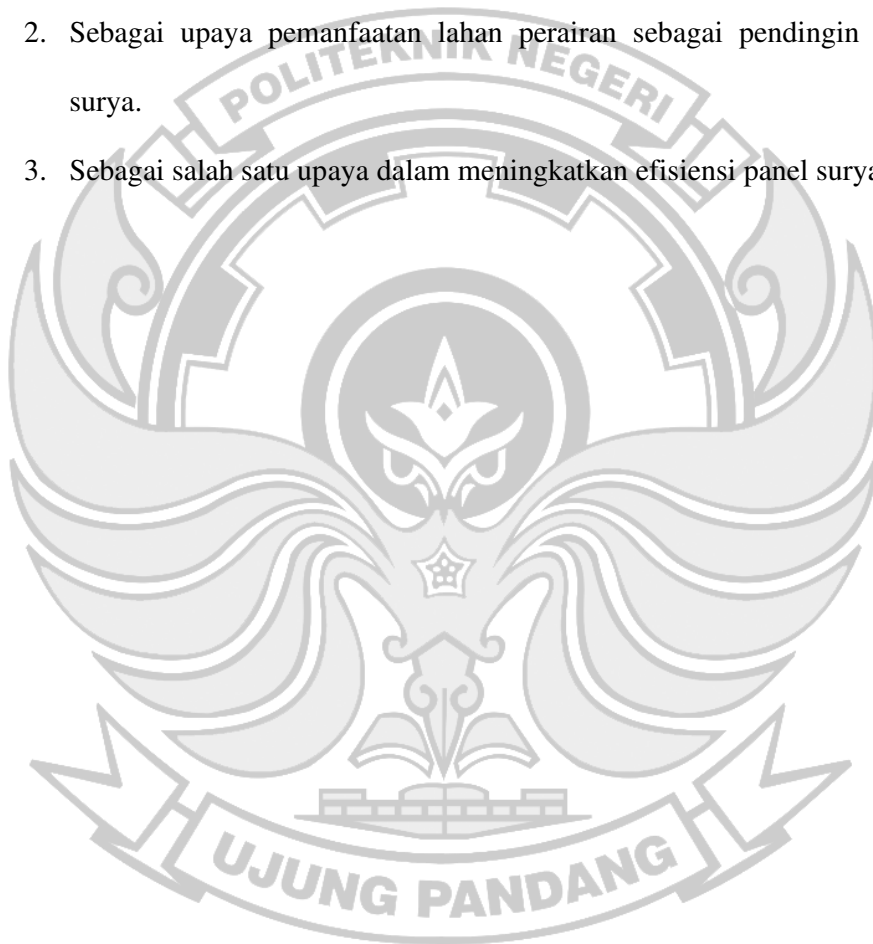 2. Sebagai upaya pemanfaatan lahan perairan sebagai pendingin
surya.
3. Sebagai salah satu upaya dalam meningkatkan efisiensi panel surya
POLITEKNIK NEGERI
UJUNG PANDANG